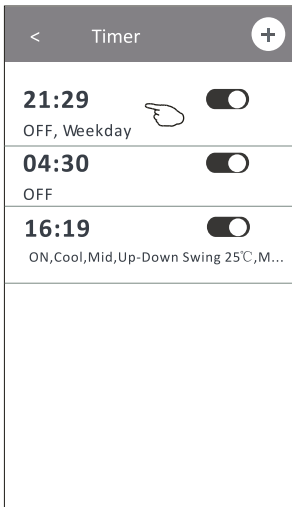 < Timer +
21:29
OFF, Weekday
04:30
OFF
16:19
ON,Cool,Mid,Up-Down Swing 25℃,M...